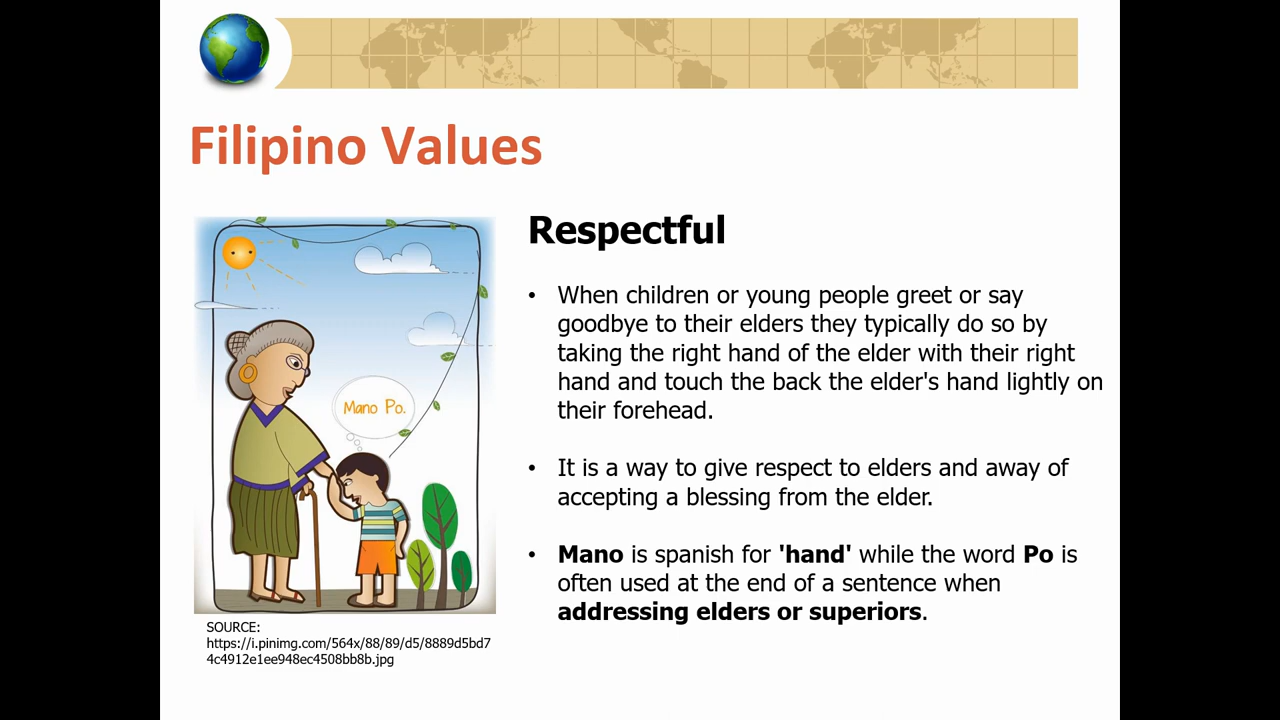 Filipino Values
Respectful
• When children or young people greet or say
goodbye to their elders they typically do so by
taking the right hand of the elder with their right
hand and touch the back the elder's hand lightly on
their forehead.
• It is a way to give respect to elders and away of
accepting a blessing from the elder.
• Mano is spanish for 'hand' while the word Po is
often used at the end of a sentence when
addressing elders or superiors.
Mano Po.
SOURCE:
https://i.pinimg.com/564x/88/89/d5/8889d5bd7
4c4912e1ee948ec4508bb8b.jpg